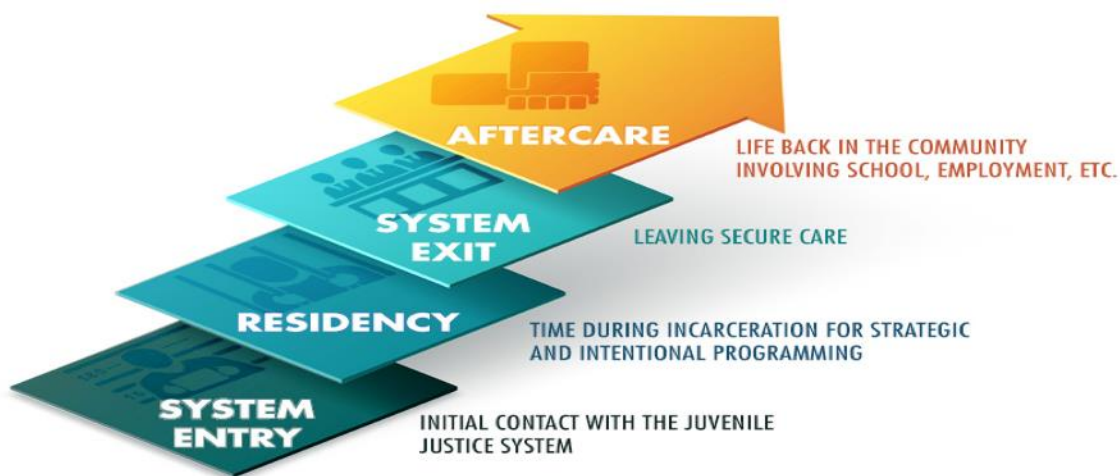 AFTERCARE
LIFE BACK IN THE COMMUNITY
INVOLVING SCHOOL, EMPLOYMENT, ETC.
SYSTEM
EXIT
LEAVING SECURE CARE
RESIDENCY
TIME DURING INCARCERATION FOR STRATEGIC
AND INTENTIONAL PROGRAMMING
SYSTEM
ENTRY
INITIAL CONTACT WITH THE JUVENILE
JUSTICE SYSTEM